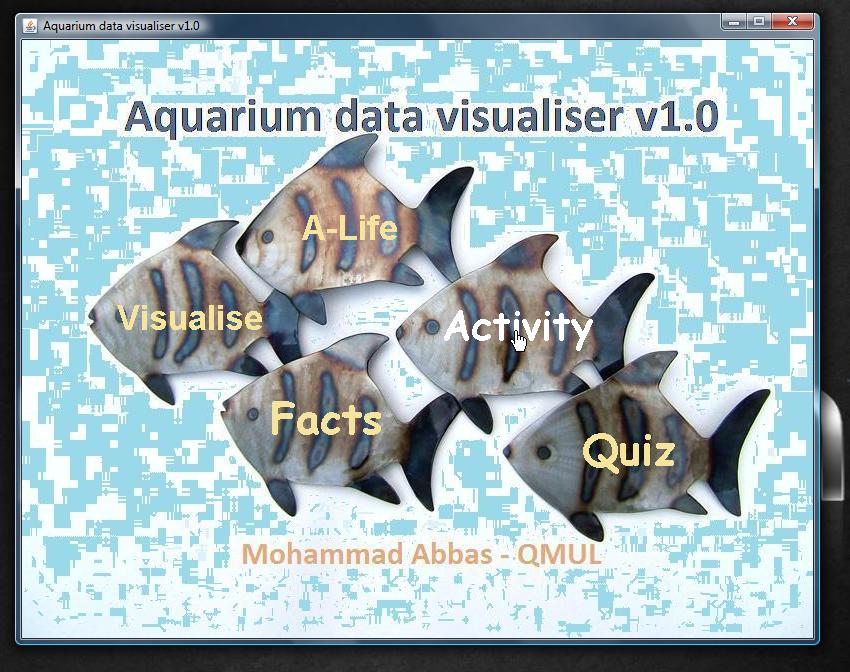 Aquarium data visualiser v1.0
Aquarium data visualiser v1.0
A-Life
Visualise
Activity
Facts
Quiz
Mohammad Abbas - QMUL